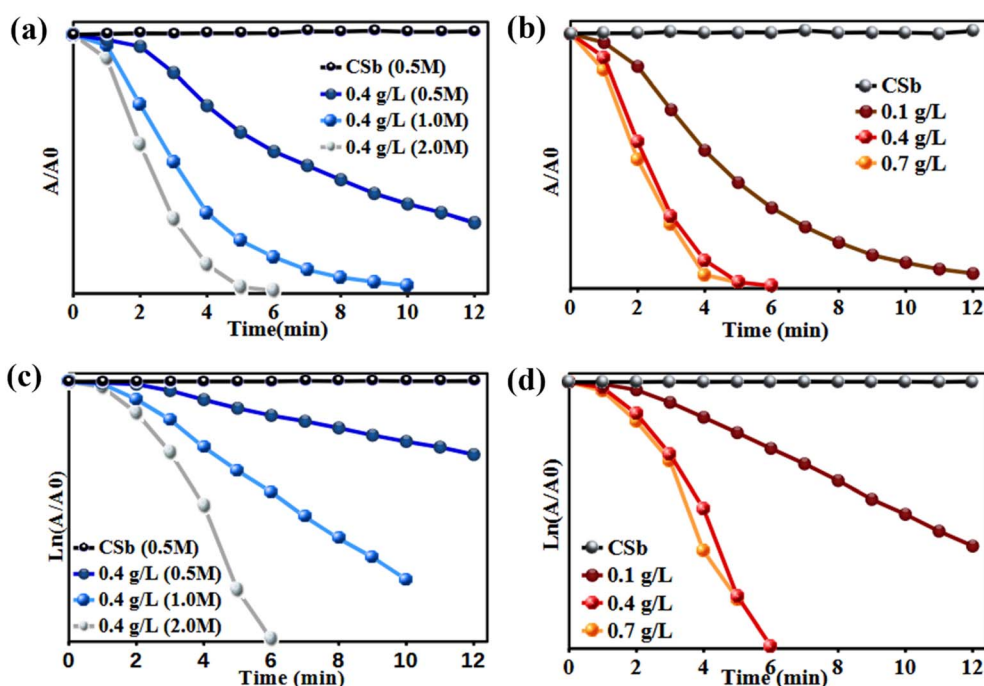 (a)
CSb (0.5M)
0.4 g/L (0.5M)
0.4 g/L (1.0M)
0.4 g/L (2.0M)
A/A0
0 2 4 6 8 10 12
Time(min)
(b)
CSb
0.1 g/L
0.4 g/L
0.7 g/L
A/A0
0 2 4 6 8 10 12
Time (min)
(c)
Ln(A/A0)
CSb (0.5M)
0.4 g/L (0.5M)
0.4 g/L (1.0M)
0.4 g/L (2.0M)
0 2 4 6 8 10 12
Time (min)
(d)
Ln(A/A0)
CSb
0.1 g/L
0.4 g/L
0.7 g/L
0 2 4 6 8 10 12
Time (min)